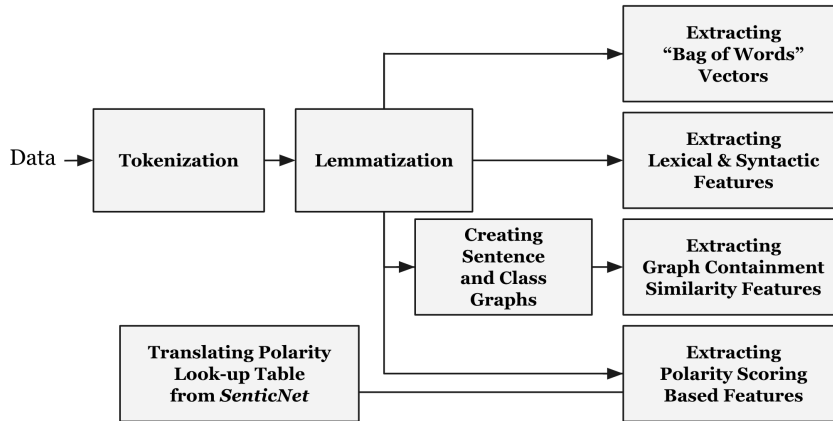 Extracting
“Bag of Words”
Vectors
Data
Tokenization
Lemmatization
Extracting
Lexical & Syntactic
Features
Creating
Sentence
and Class
Graphs
Extracting
Graph Containment
Similarity Features
Translating Polarity
Look-up Table
from SenticNet
Extracting
Polarity Scoring
Based Features